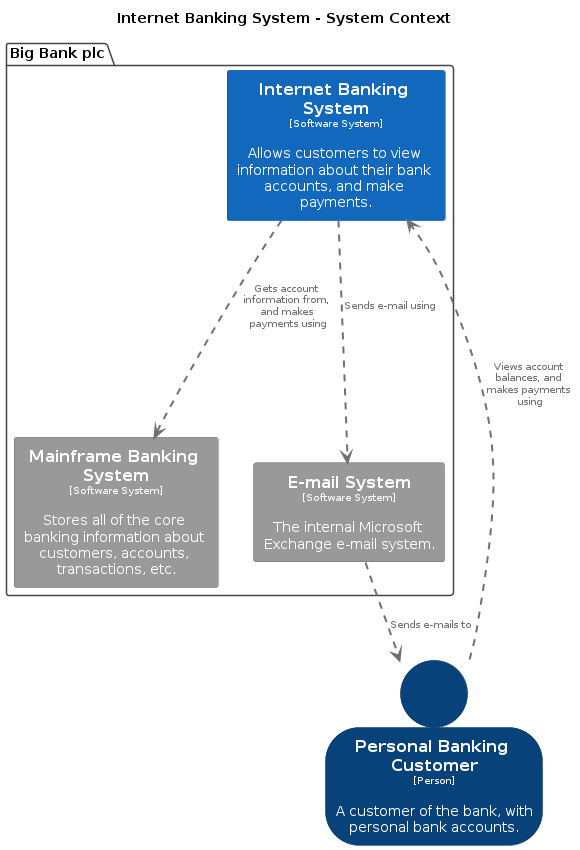 Internet Banking System - System Context
Big Bank plc
Internet Banking
System
[Software System]
Allows customers to view
information about their bank
accounts, and make
payments.
Gets account
information from,
and makes
payments using
Sends e-mail using
Views account
balances, and
makes payments
using
Mainframe Banking
System
[Software System]
Stores all of the core
banking information about
customers, accounts,
transactions, etc.
E-mail System
[Software System]
The internal Microsoft
Exchange e-mail system.
Sends e-mails to
Personal Banking
Customer
[Person]
A customer of the bank, with
personal bank accounts.